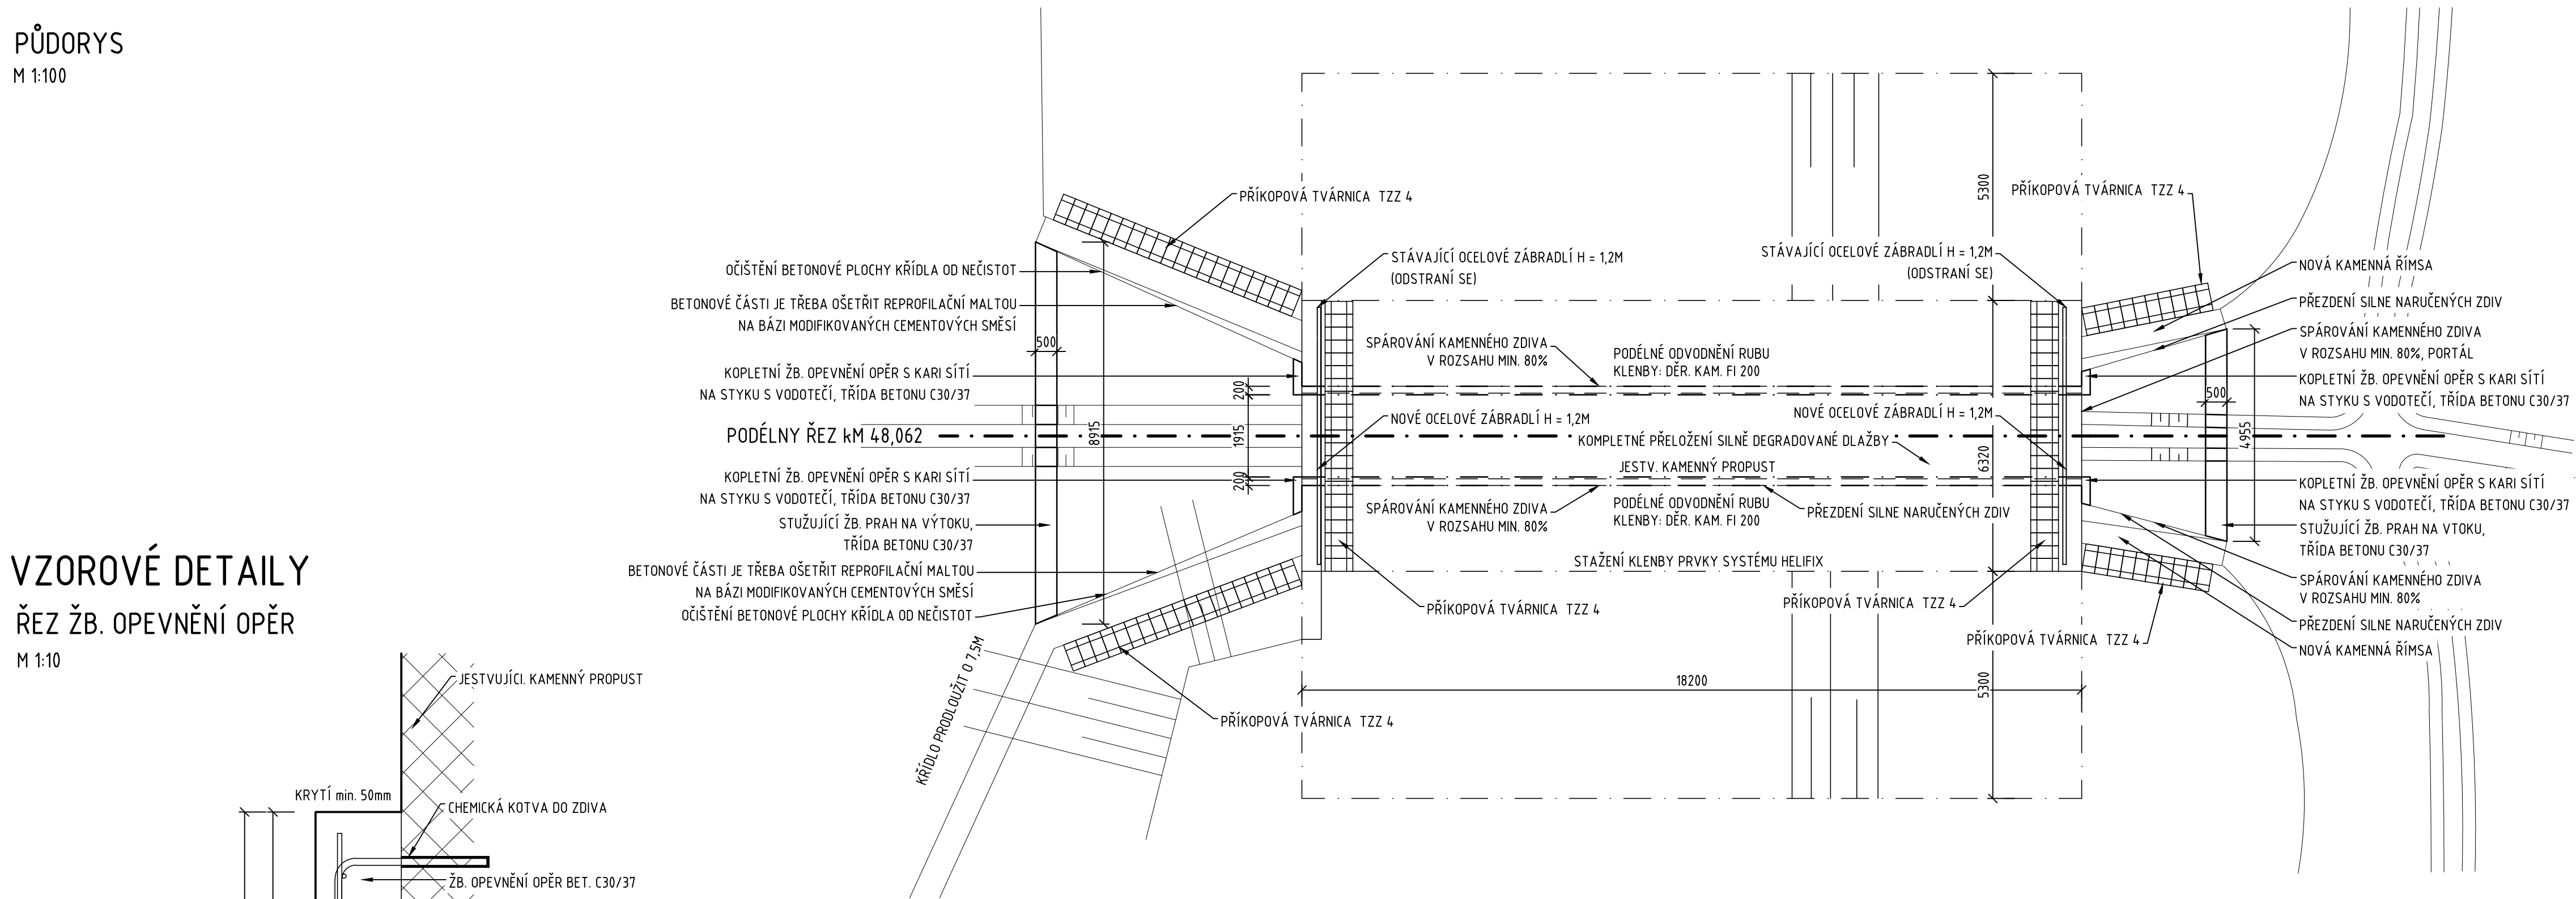 PŮDORYS
M 1:100
PŘÍKOPOVÁ TVÁRNICA TZZ 4
STÁVAJÍCÍ OCELOVÉ ZÁBRADLÍ H = 1,2M
(ODSTRANÍ SE)
OČIŠTĚNÍ BETONOVÉ PLOCHY KŘÍDLA OD NEČISTOT
BETONOVÉ ČÁSTI JE TŘEBA OŠETŘIT REPROFILAČNÍ MALTOU
NA BÁZI MODIFIKOVANÝCH CEMENTOVÝCH SMĚSÍ
500
KOPLETNÍ ŽB. OPEVNĚNÍ OPĚR S KARI SÍTÍ
NA STYKU S VODOTEČÍ, TŘÍDA BETONU C30/37
PODÉLNY ŘEZ kM 48,062
KOPLETNÍ ŽB. OPEVNĚNÍ OPĚR S KARI SÍTÍ
NA STYKU S VODOTEČÍ, TŘÍDA BETONU C30/37
STUŽUJÍCÍ ŽB. PRAH NA VÝTOKU,
TŘÍDA BETONU C30/37
BETONOVÉ ČÁSTI JE TŘEBA OŠETŘIT REPROFILAČNÍ MALTOU
NA BÁZI MODIFIKOVANÝCH CEMENTOVÝCH SMĚSÍ
OČIŠTĚNÍ BETONOVÉ PLOCHY KŘÍDLA OD NEČISTOT
8915
200
1915
200
KŘÍDLO PRODLOUŽIT O 7,5M
PŘÍKOPOVÁ TVÁRNICA TZZ 4
SPÁROVÁNÍ KAMENNÉHO ZDIVA
V ROZSAHU MIN. 80%
PODÉLNÉ ODVODNĚNÍ RUBU
KLENBY: DĚR. KAM. FI 200
NOVÉ OCELOVÉ ZÁBRADLÍ H = 1,2M
NOVÉ OCELOVÉ ZÁBRADLÍ H = 1,2M
KOMPLETNÉ PŘELOŽENÍ SILNĚ DEGRADOVANÉ DLAŽBY
JESTV. KAMENNÝ PROPUST
SPÁROVÁNÍ KAMENNÉHO ZDIVA
V ROZSAHU MIN. 80%
PODÉLNÉ ODVODNĚNÍ RUBU
KLENBY: DĚR. KAM. FI 200
PŘEZDENÍ SILNE NARUČENÝCH ZDIV
STAŽENÍ KLENBY PRVKY SYSTÉMU HELIFIX
PŘÍKOPOVÁ TVÁRNICA TZZ 4
PŘÍKOPOVÁ TVÁRNICA TZZ 4
PŘÍKOPOVÁ TVÁRNICA TZZ 4
18200
5300
6320
5300
PŘÍKOPOVÁ TVÁRNICA TZZ 4
STÁVAJÍCÍ OCELOVÉ ZÁBRADLÍ H = 1,2M
(ODSTRANÍ SE)
NOVÁ KAMENNÁ ŘÍMSA
PŘEZDENÍ SILNE NARUČENÝCH ZDIV
SPÁROVÁNÍ KAMENNÉHO ZDIVA
V ROZSAHU MIN. 80%, PORTÁL
KOPLETNÍ ŽB. OPEVNĚNÍ OPĚR S KARI SÍTÍ
NA STYKU S VODOTEČÍ, TŘÍDA BETONU C30/37
500
4955
KOPLETNÍ ŽB. OPEVNĚNÍ OPĚR S KARI SÍTÍ
NA STYKU S VODOTEČÍ, TŘÍDA BETONU C30/37
STUŽUJÍCÍ ŽB. PRAH NA VTOKU,
TŘÍDA BETONU C30/37
SPÁROVÁNÍ KAMENNÉHO ZDIVA
V ROZSAHU MIN. 80%
PŘEZDENÍ SILNE NARUČENÝCH ZDIV
NOVÁ KAMENNÁ ŘÍMSA
VZOROVÉ DETAILY
ŘEZ ŽB. OPEVNĚNÍ OPĚR
M 1:10
JESTVUJÍCI. KAMENNÝ PROPUST
KRYTÍ min. 50mm
CHEMICKÁ KOTVA DO ZDIVA
ŽB. OPEVNĚNÍ OPĚR BET. C30/37